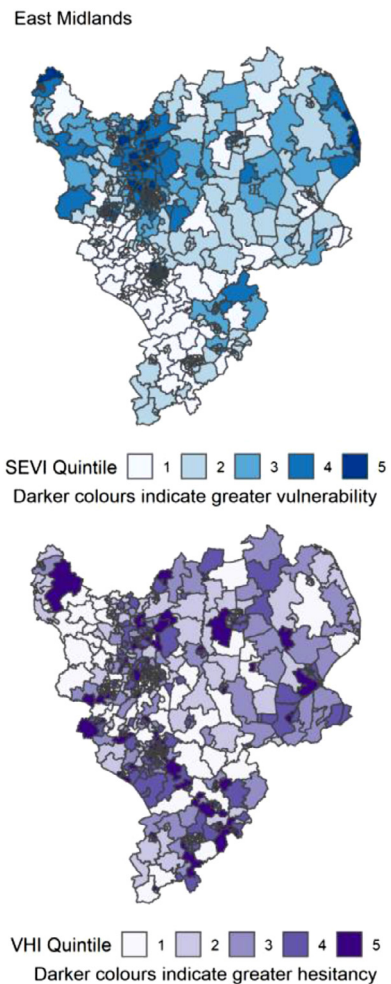 East Midlands
SEVI Quintile 1 2 3 4 5
Darker colours indicate greater vulnerability
VHI Quintile 1 2 3 4 5
Darker colours indicate greater hesitancy